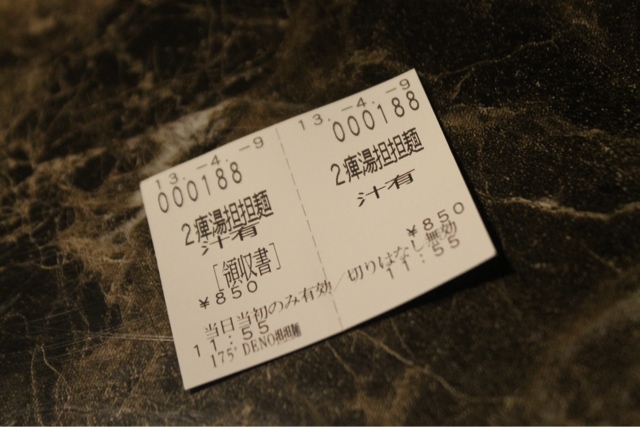 13.-4.-9
000188
2痺湯担担麺
汁有
[領収書]
¥850
当日当初のみ有効／切りはなし無効
11:55
175°DENO担担麺
13.-4.-9
000188
2痺湯担担麺
汁有
¥850
11:55